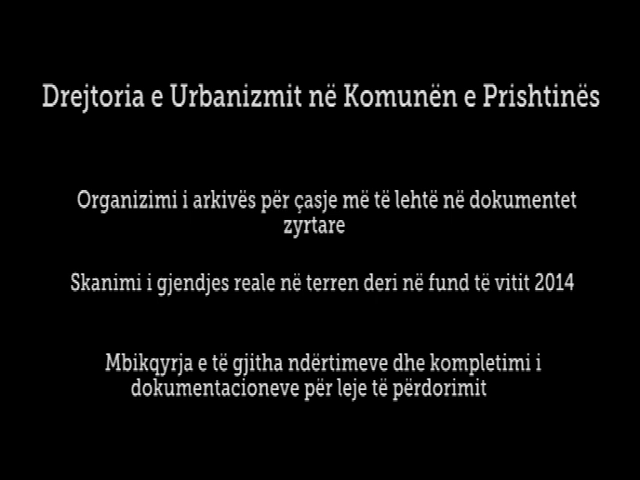 Drejtoria e Urbanizmit në Komunën e Prishtinës
Organizimi i arkivës për çasje më të lehtë në dokumentet
zyrtare
Skanimi i gjendjes reale në terren deri në fund të vitit 2014
Mbikqyrja e të gjitha ndërtimeve dhe kompletimi i
dokumentacioneve për leje të përdorimit